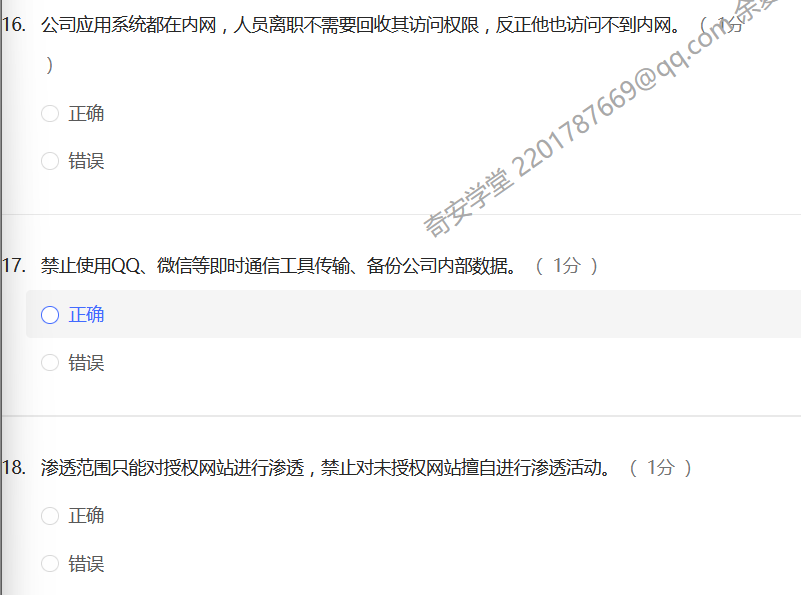 16. 公司应用系统都在内网，人员离职不需要回收其访问权限，反正他也访问不到内网。 （ 1分
）
正确
错误
奇安学堂 2201787669@qq.com
17. 禁止使用QQ、微信等即时通信工具传输、备份公司内部数据。 （ 1分 ）
正确
错误
18. 渗透范围只能对授权网站进行渗透，禁止对未授权网站擅自进行渗透活动。 （ 1分 ）
正确
错误